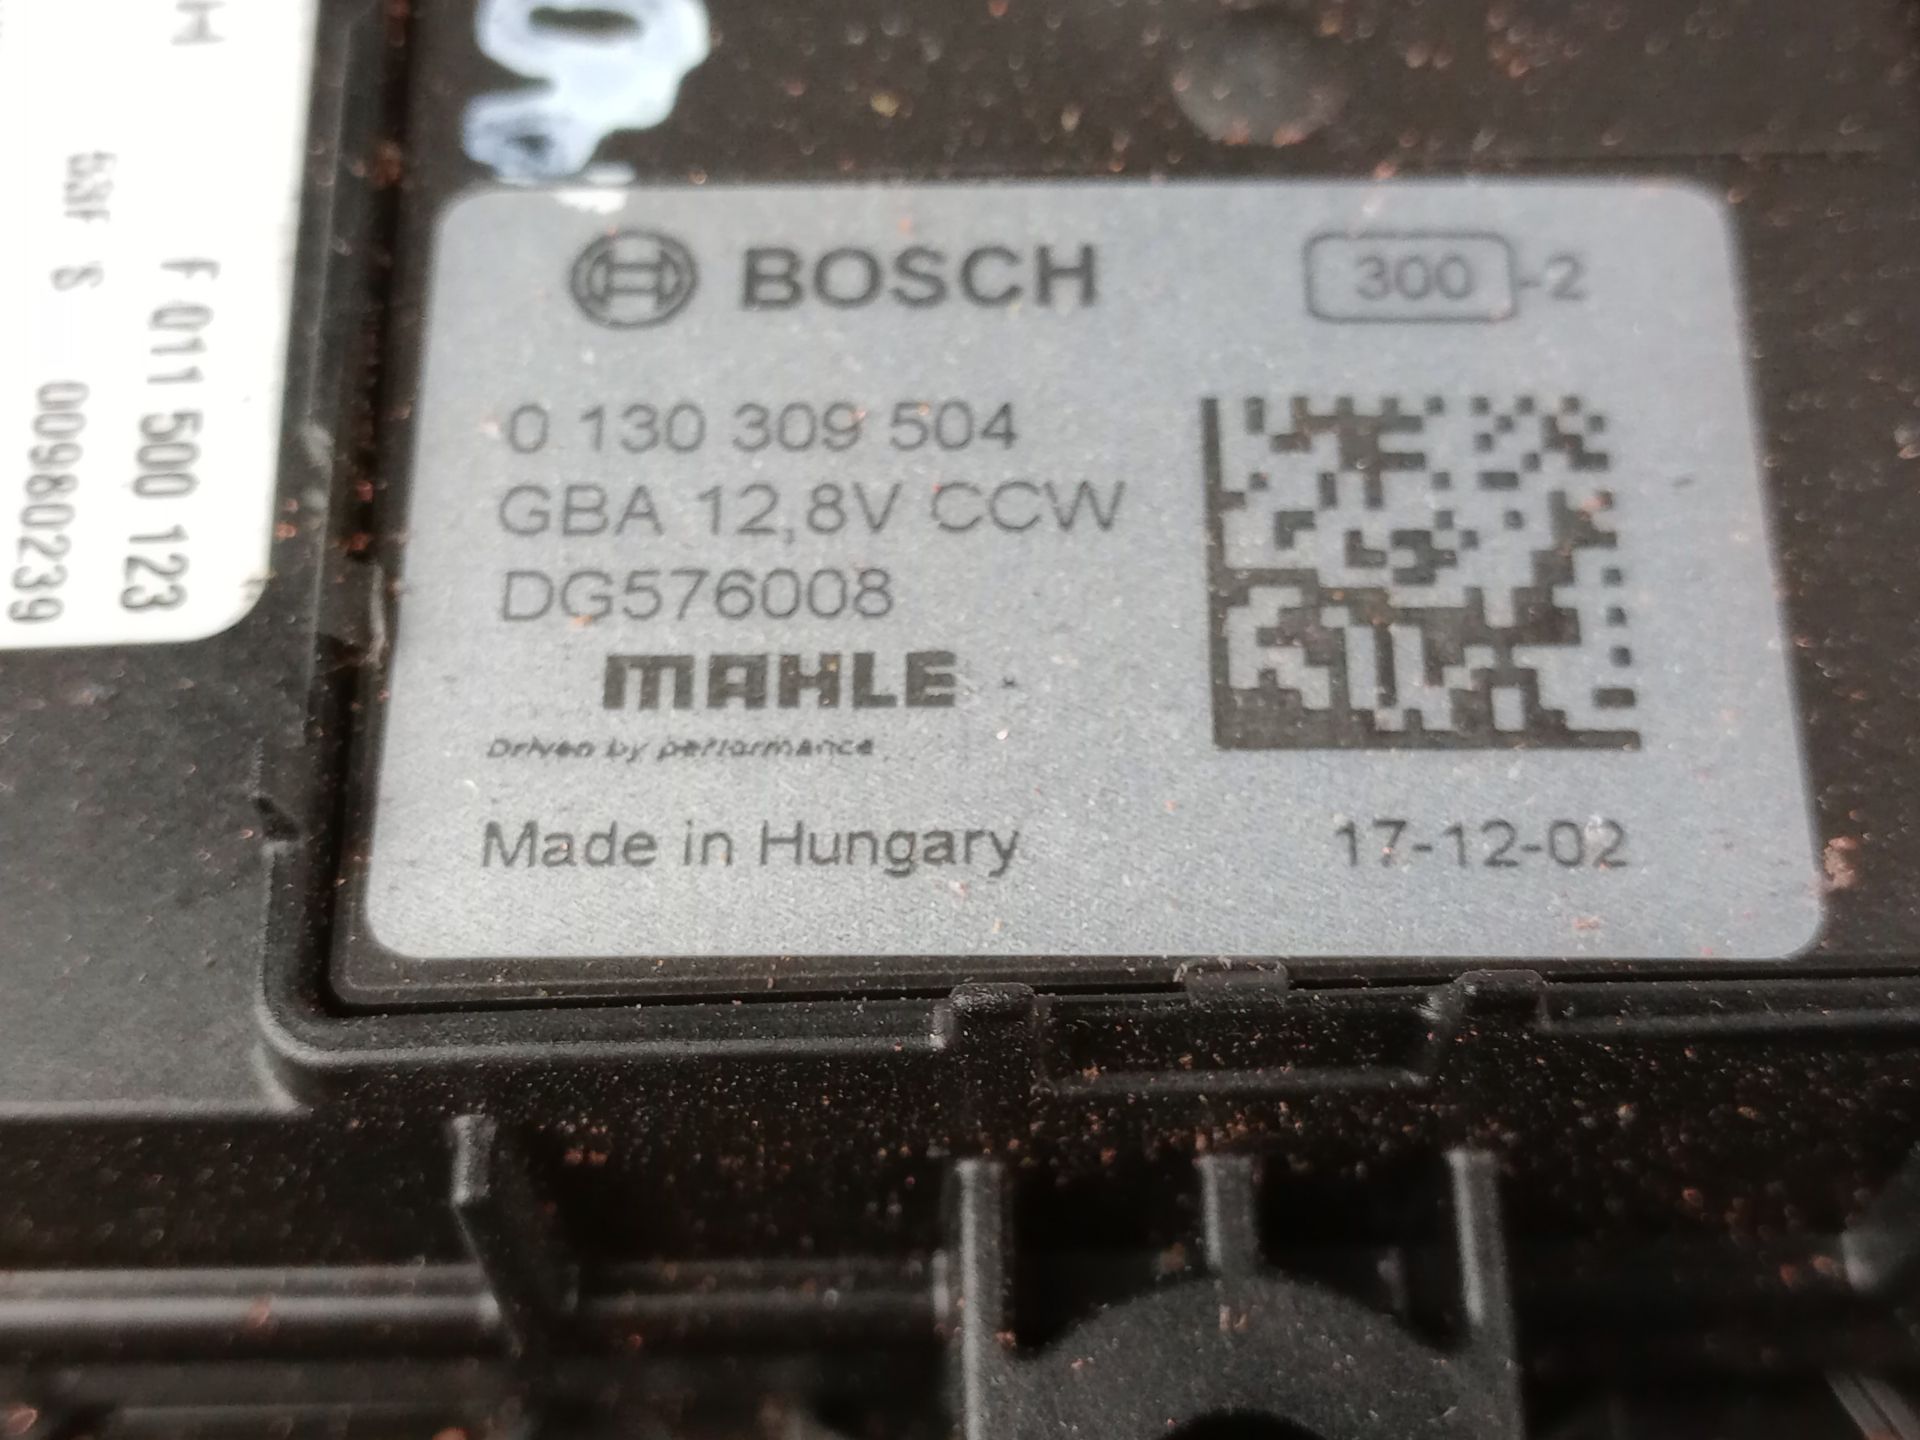 BOSCH 300-2
0 130 309 504
GBA 12,8V CCW
DG576008
MAHLE
Driven by performance
Made in Hungary 17-12-02
F 011 500 123
S 00980239